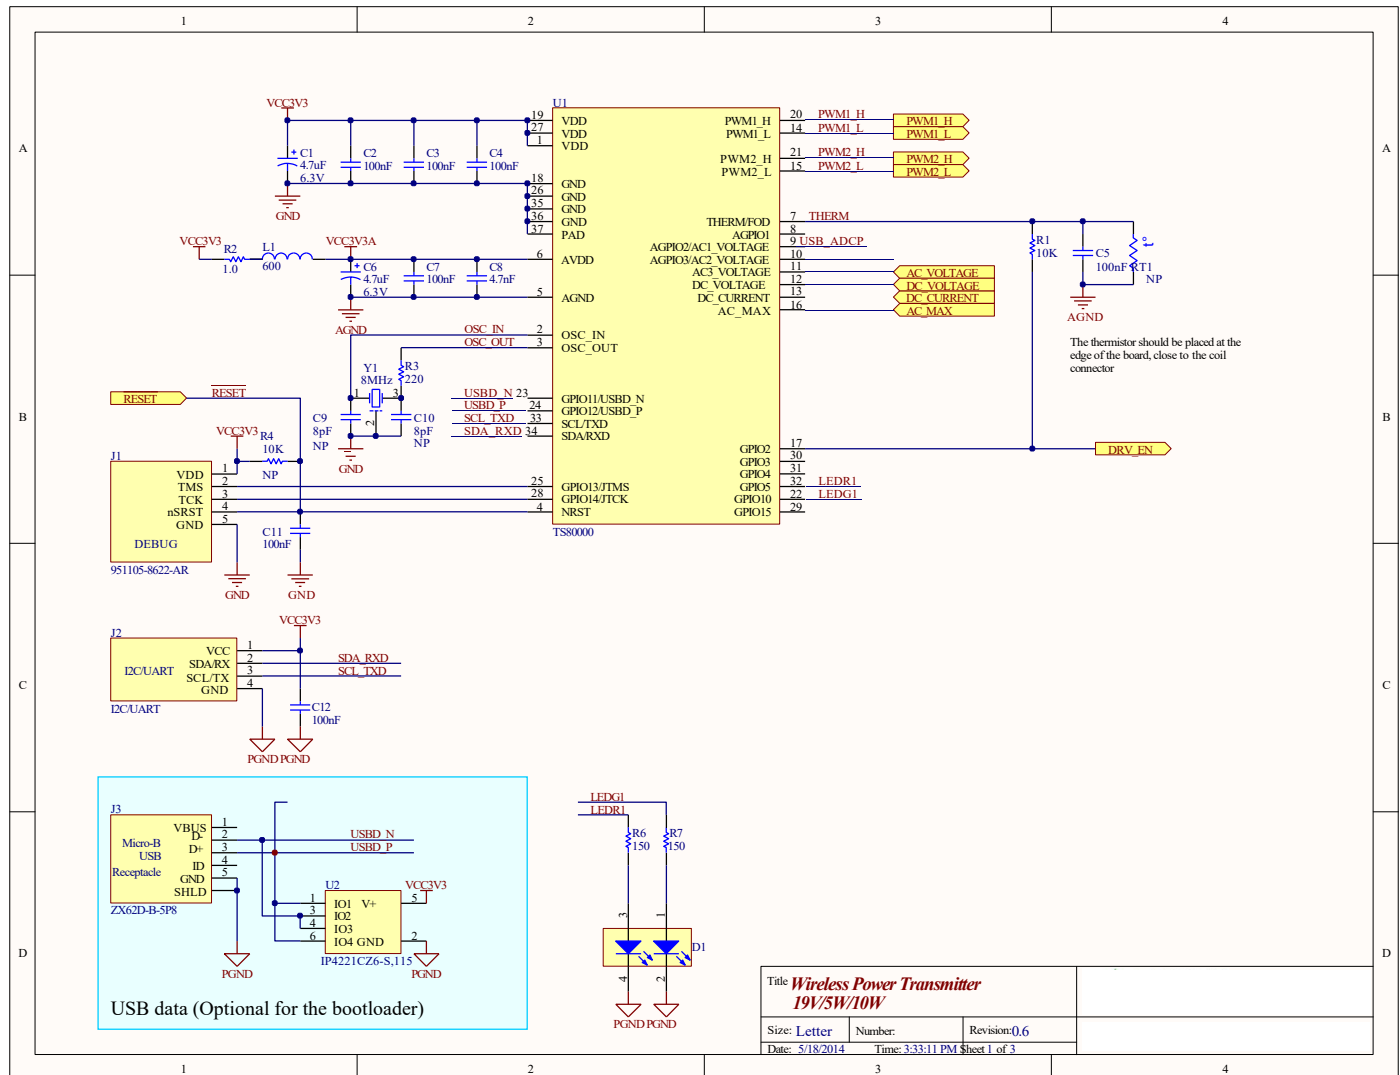 1 2 3 4
A A
B B
C C
D D
VCC3V3
C1
4.7uF
6.3V
C2
100nF
C3
100nF
C4
100nF
GND
VCC3V3
R2
1.0
L1
600
VCC3V3A
C6
4.7uF
6.3V
C7
100nF
C8
4.7nF
AGND
U1
19 VDD
27 VDD
1 VDD
18 GND
26 GND
35 GND
36 GND
37 PAD
6 AVDD
5 AGND
OSC_IN 2 OSC_IN
OSC_OUT 3 OSC_OUT
USBD_N 23 GPIO11/USBD_N
USBD_P 24 GPIO12/USBD_P
SCL_TXD 33 SCL/TXD
SDA_RXD 34 SDA/RXD
25 GPIO13/JTMS
28 GPIO14/JTCK
4 NRST
TS80000
PWM1_H 20 PWM1_H PWM1_H
PWM1_L 14 PWM1_L PWM1_L
PWM2_H 21 PWM2_H PWM2_H
PWM2_L 15 PWM2_L PWM2_L
THERM/FOD 7 THERM
AGPIO1 8
AGPIO2/AC1_VOLTAGE 9 USB_ADCP
AGPIO3/AC2_VOLTAGE 10
AC3_VOLTAGE 11 AC_VOLTAGE
DC_VOLTAGE 12 DC_VOLTAGE
DC_CURRENT 13 DC_CURRENT
AC_MAX 16 AC_MAX
GPIO2 17 DRV_EN
GPIO3 30
GPIO4 31
GPIO5 32 LEDR1
GPIO10 22 LEDG1
GPIO15 29
R1
10K
C5
100nF
t°
RT1
NP
AGND
The thermistor should be placed at the
edge of the board, close to the coil
connector
Y1
8MHz
1 3
2
R3
220
C9
8pF
NP
C10
8pF
NP
GND
RESET RESET
VCC3V3
R4
10K
NP
J1
VDD 1
TMS 2
TCK 3
nSRST 4
GND 5
DEBUG
951105-8622-AR
C11
100nF
GND GND
VCC3V3
J2
VCC 1
I2C/UART
SDA/RX 2 SDA_RXD
SCL/TX 3 SCL_TXD
GND 4
I2C/UART
C12
100nF
PGND PGND
J3
Micro-B
USB
Receptacle
VBUS 1
D- 2 USBD_N
D+ 3 USBD_P
ID 4
GND 5
SHLD
ZX62D-B-5P8
PGND
U2
1 IO1 V+ 5 VCC3V3
3 IO2
4 IO3
6 IO4 GND 2
IP4221CZ6-S,115
PGND
USB data (Optional for the bootloader)
LEDG1
LEDR1
R6
150
R7
150
3 1
D1
4 2
PGND PGND
Title Wireless Power Transmitter
19V/5W/10W
Size: Letter Number: Revision:0.6
Date: 5/18/2014 Time: 3:33:11 PM Sheet 1 of 3
1 2 3 4